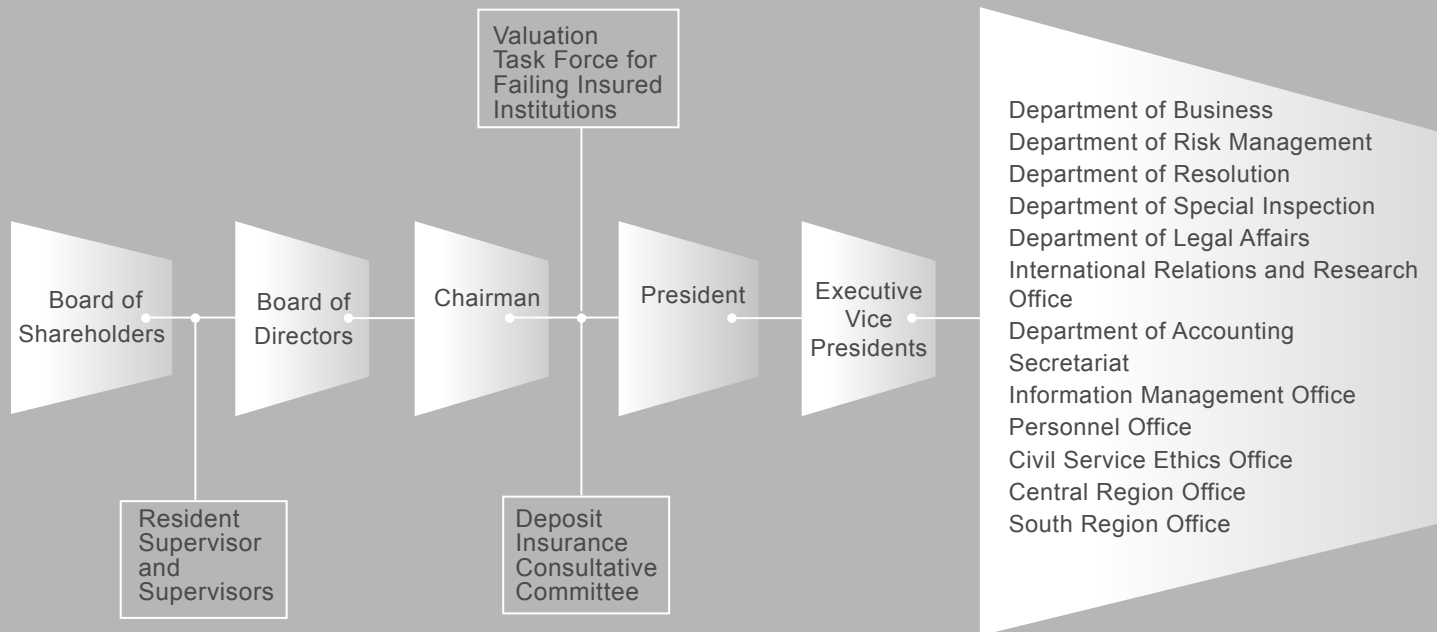 Valuation
Task Force for
Failing Insured
Institutions
Board of
Shareholders
Board of
Directors
Chairman
President
Executive
Vice
Presidents
Resident
Supervisor
and
Supervisors
Deposit
Insurance
Consultative
Committee
Department of Business
Department of Risk Management
Department of Resolution
Department of Special Inspection
Department of Legal Affairs
International Relations and Research
Office
Department of Accounting
Secretariat
Information Management Office
Personnel Office
Civil Service Ethics Office
Central Region Office
South Region Office